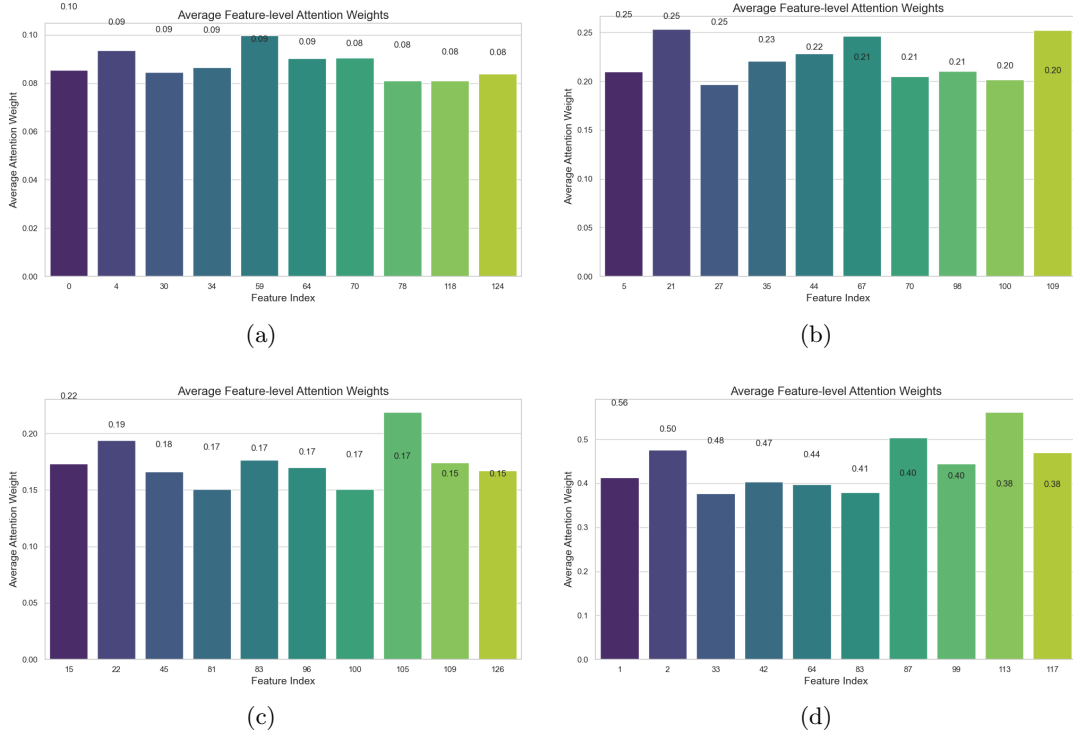 Average Feature-level Attention Weights
0.10 0.09 0.09 0.09 0.09 0.09 0.08 0.08 0.08 0.08
Average Attention Weight
0.10
0.08
0.06
0.04
0.02
0.00
0 4 30 34 59 64 70 78 118 124
Feature Index
(a)
Average Feature-level Attention Weights
0.25 0.25 0.25 0.23 0.22 0.21 0.21 0.21 0.20 0.20
Average Attention Weight
0.25
0.20
0.15
0.10
0.05
0.00
5 21 27 35 44 67 70 98 100 109
Feature Index
(b)
Average Feature-level Attention Weights
0.22 0.19 0.18 0.17 0.17 0.17 0.17 0.17 0.15 0.15
Average Attention Weight
0.20
0.15
0.10
0.05
0.00
15 22 45 81 83 96 100 105 109 126
Feature Index
(c)
Average Feature-level Attention Weights
0.56 0.50 0.48 0.47 0.44 0.41 0.40 0.40 0.38 0.38
Average Attention Weight
0.5
0.4
0.3
0.2
0.1
0.0
1 2 33 42 64 83 87 99 113 117
Feature Index
(d)